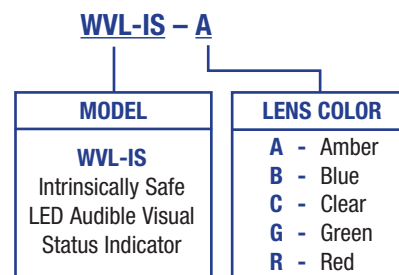 WVL-IS – A
MODEL
WVL-IS
Intrinsically Safe
LED Audible Visual
Status Indicator
LENS COLOR
A - Amber
B - Blue
C - Clear
G - Green
R - Red